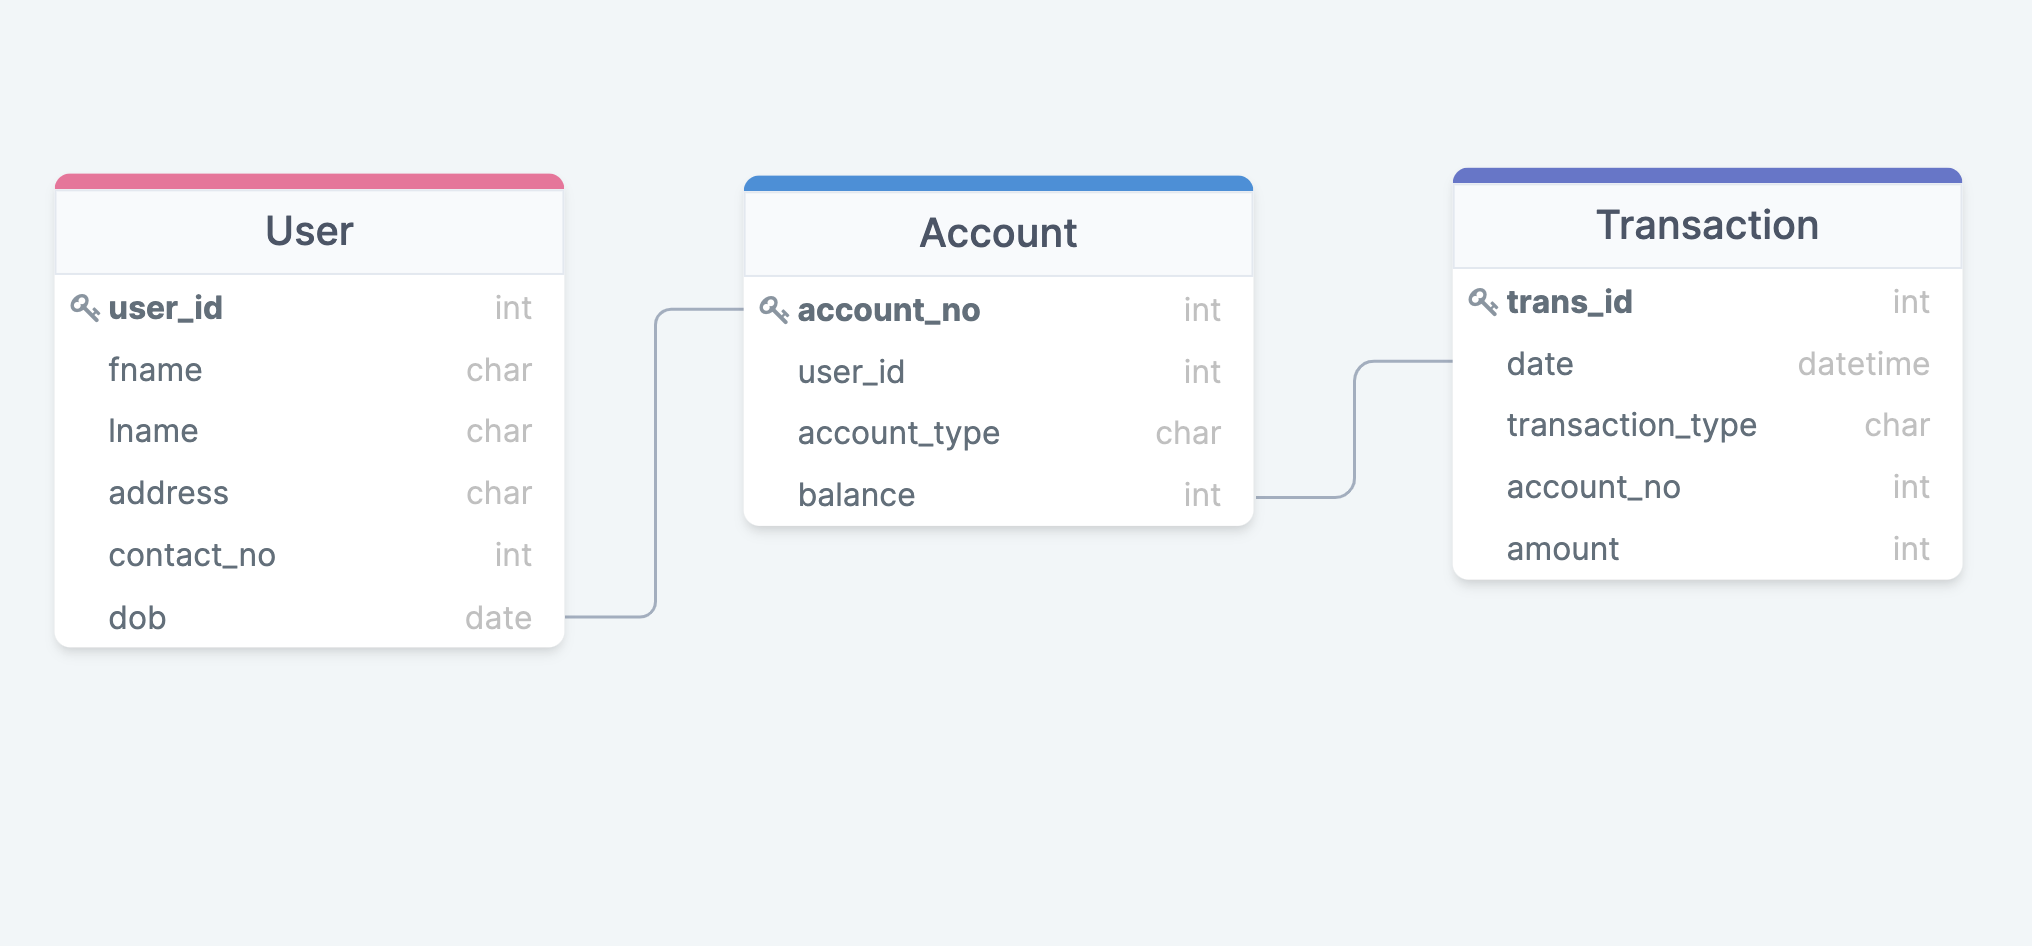 User
user_id int
fname char
lname char
address char
contact_no int
dob date
Account
account_no int
user_id int
account_type char
balance int
Transaction
trans_id int
date datetime
transaction_type char
account_no int
amount int